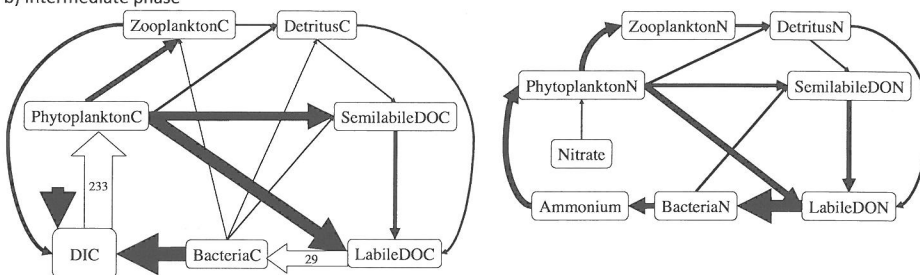 b) intermediate phase
ZooplanktonC
DetritusC
PhytoplanktonC
SemilabileDOC
233
DIC
BacteriaC
29
LabileDOC
ZooplanktonN
DetritusN
PhytoplanktonN
SemilabileDON
Nitrate
Ammonium
BacteriaN
LabileDON